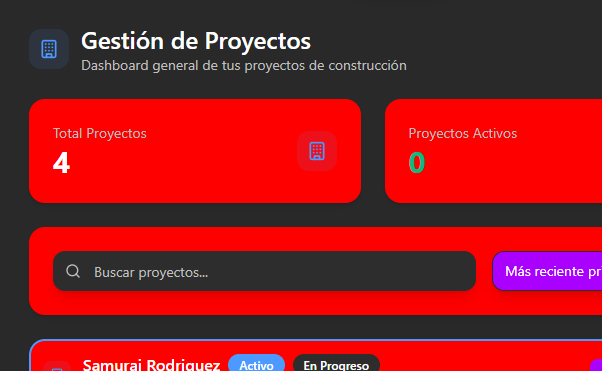 Gestión de Proyectos
Dashboard general de tus proyectos de construcción
Total Proyectos
4
Proyectos Activos
0
Buscar proyectos...
Más reciente pr
Samurai Rodriguez
Activo
En Progreso